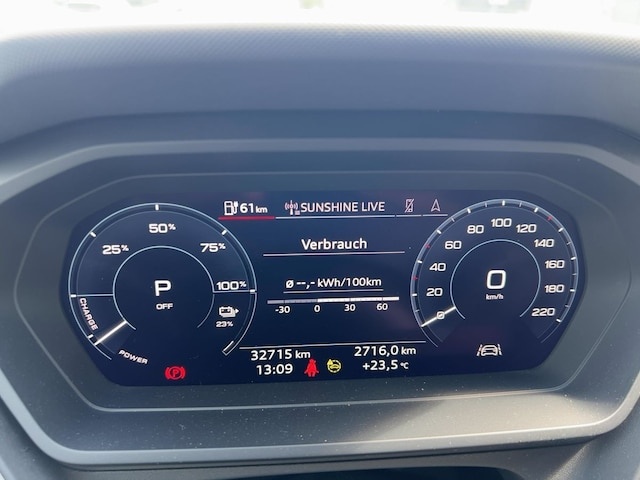 61 km SUNSHINE LIVE
Verbrauch
Ø --,- kWh/100km
-30 0 30 60
25% 50% 75% 100%
CHARGE
POWER
P
OFF
23%
0 20 40 60 80 100 120 140 160 180 220
0
km/h
32715 km 2716,0 km
13:09 +23,5 °C
(P)